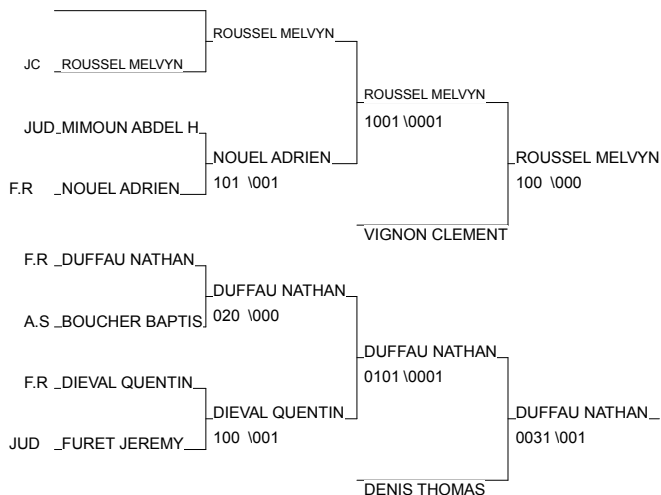 ROUSSEL MELVYN
JC ROUSSEL MELVYN
ROUSSEL MELVYN
1001 \0001
JUD MIMOUN ABDEL H
NOUEL ADRIEN
101 \001
ROUSSEL MELVYN
100 \000
F.R NOUEL ADRIEN
VIGNON CLEMENT
F.R DUFFAU NATHAN
DUFFAU NATHAN
020 \000
A.S BOUCHER BAPTIS
DUFFAU NATHAN
0101 \0001
F.R DIEVAL QUENTIN
DIEVAL QUENTIN
100 \001
DUFFAU NATHAN
0031 \001
JUD FURET JEREMY
DENIS THOMAS